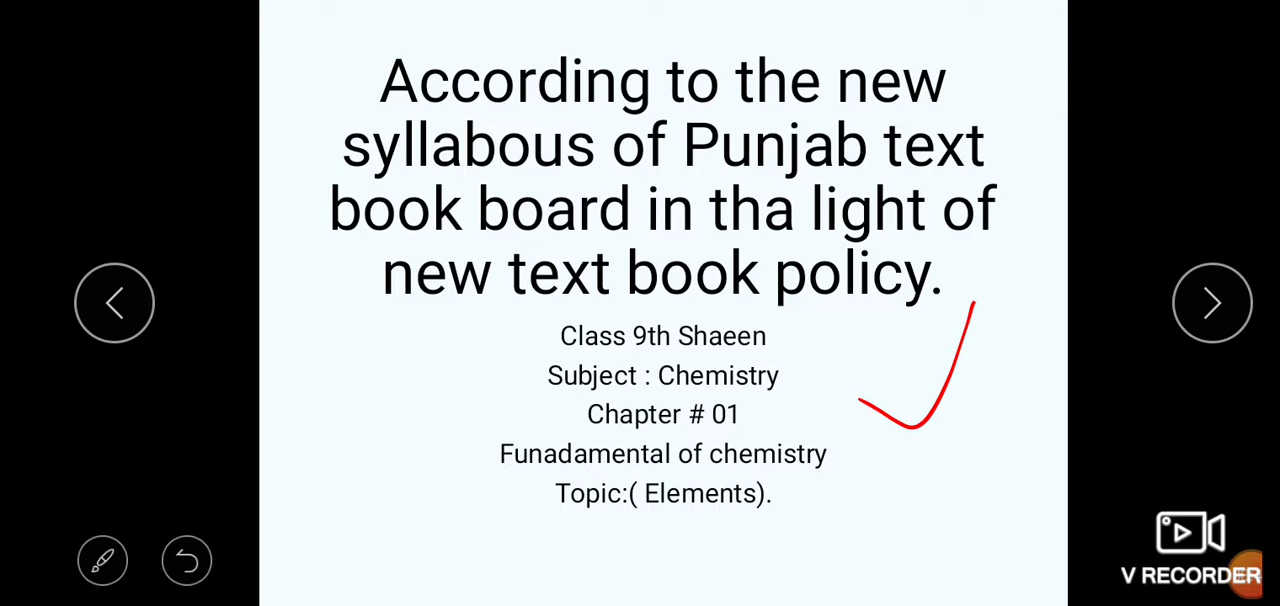 According to the new
syllabous of Punjab text
book board in tha light of
new text book policy.
Class 9th Shaeen
Subject : Chemistry
Chapter # 01
Funadamental of chemistry
Topic:( Elements).
V RECORDER